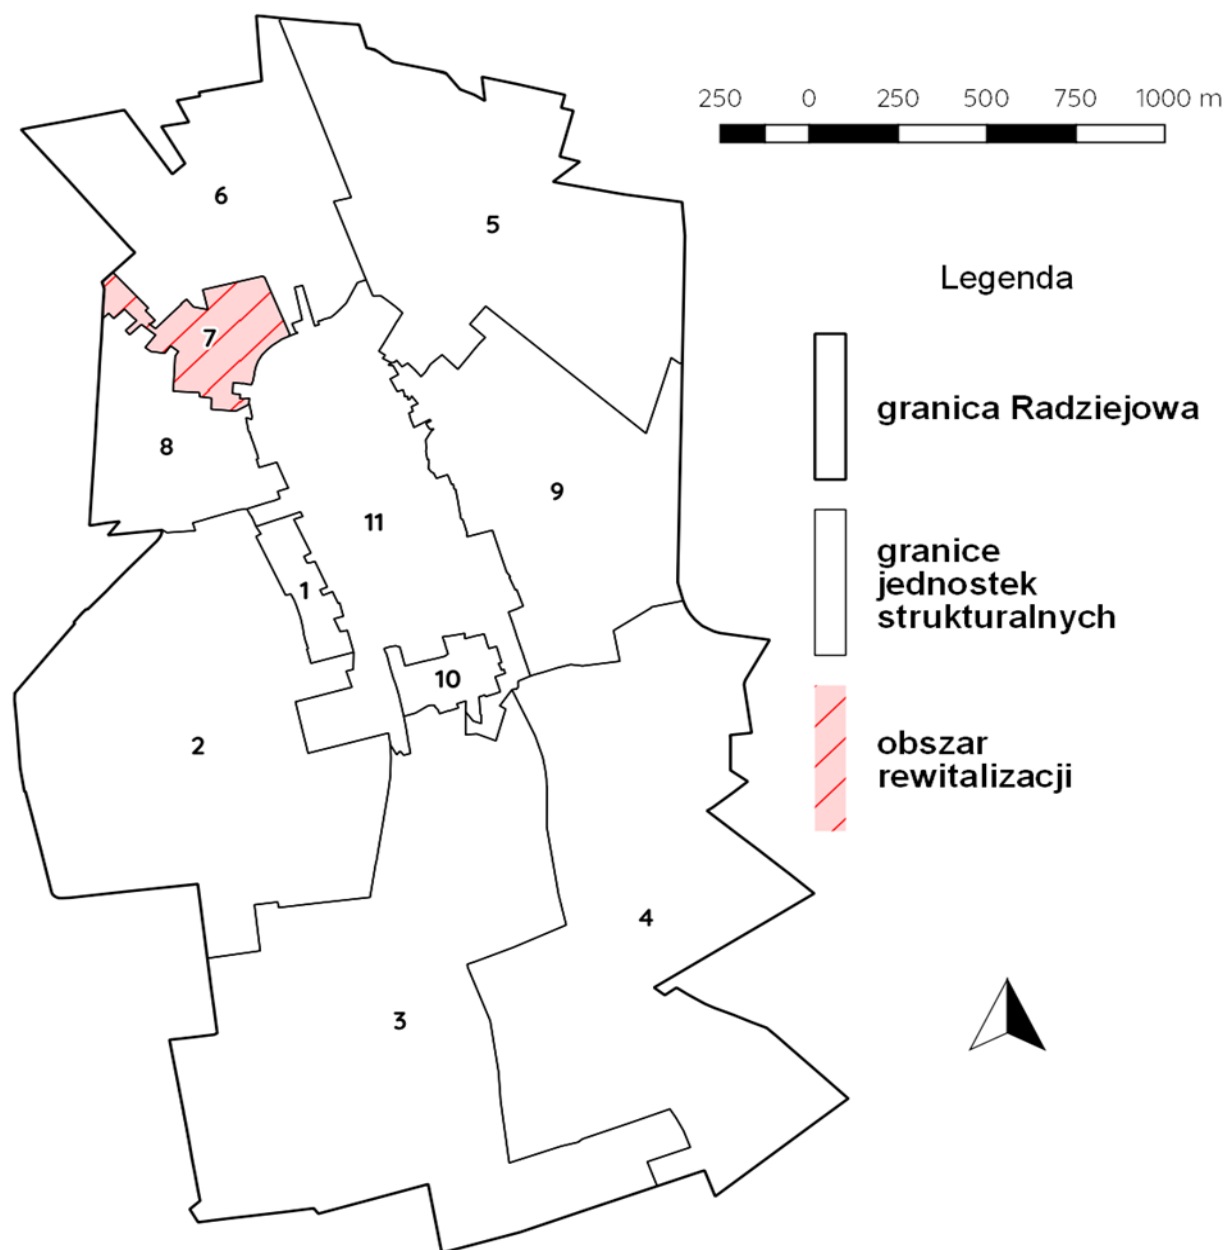 250 0 250 500 750 1000 m
6
5
Legenda
7
granica Radziejowa
8
9
11
granice
jednostek
strukturalnych
1
10
2
obszar
rewitalizacji
4
3